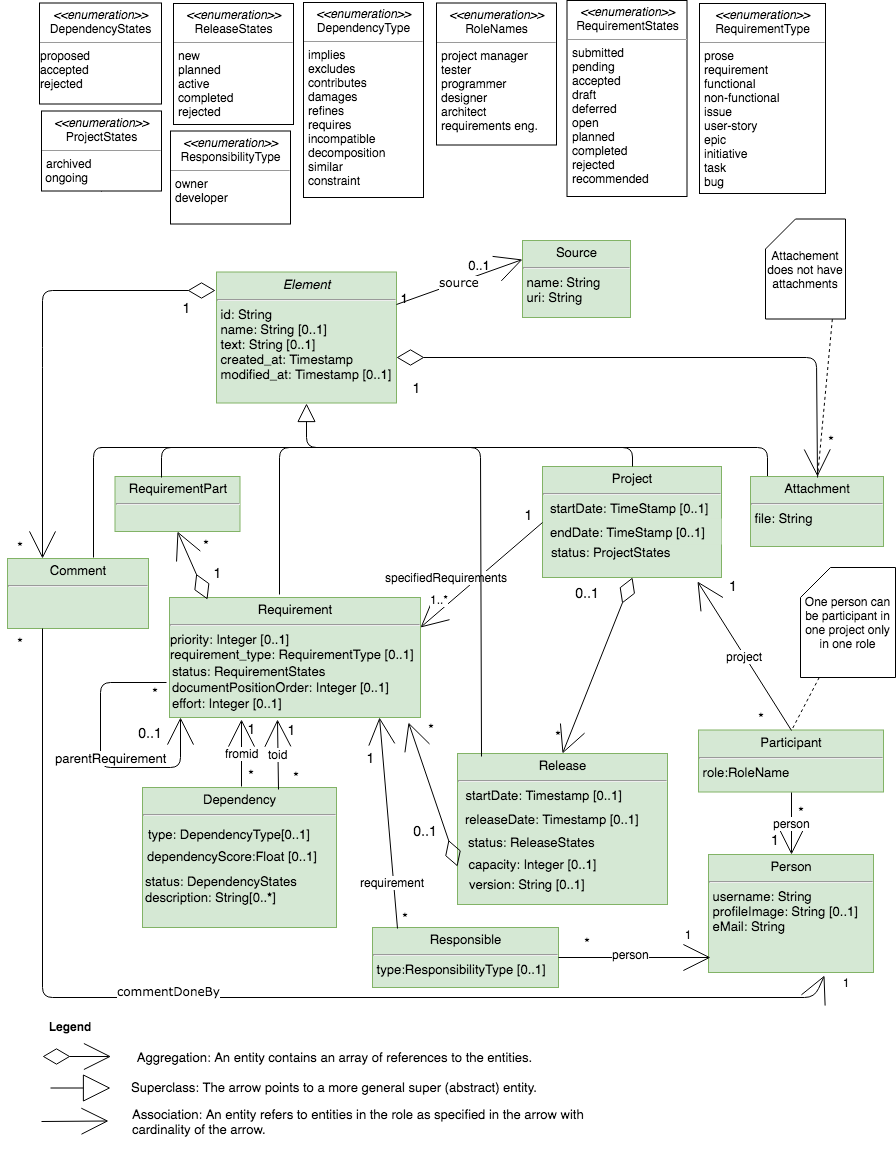 <<enumeration>>
DependencyStates
proposed
accepted
rejected
<<enumeration>>
ReleaseStates
new
planned
active
completed
rejected
<<enumeration>>
DependencyType
implies
excludes
contributes
damages
refines
requires
incompatible
decomposition
similar
constraint
<<enumeration>>
RoleNames
project manager
tester
programmer
designer
architect
requirements eng.
<<enumeration>>
RequirementStates
submitted
pending
accepted
draft
deferred
open
planned
completed
rejected
recommended
<<enumeration>>
RequirementType
prose
requirement
functional
non-functional
issue
user-story
epic
initiative
task
bug
<<enumeration>>
ProjectStates
archived
ongoing
<<enumeration>>
ResponsibilityType
owner
developer
Attachement
does not have
attachments
Source
name: String
uri: String
0..1
source
1
Element
id: String
name: String [0..1]
text: String [0..1]
created_at: Timestamp
modified_at: Timestamp [0..1]
1
1
*
RequirementPart
Project
startDate: TimeStamp [0..1]
endDate: TimeStamp [0..1]
status: ProjectStates
Attachment
file: String
1
*
*
Comment
*
1
specifiedRequirements
1..*
0..1
1
One person can
be participant in
one project only
in one role
Requirement
priority: Integer [0..1]
requirement_type: RequirementType [0..1]
status: RequirementStates
documentPositionOrder: Integer [0..1]
effort: Integer [0..1]
project
*
*
0..1
parentRequirement
1
1
fromid
toid
*
*
1
*
*
Participant
role:RoleName
Release
startDate: Timestamp [0..1]
releaseDate: Timestamp [0..1]
status: ReleaseStates
capacity: Integer [0..1]
version: String [0..1]
Dependency
type: DependencyType[0..1]
dependencyScore:Float [0..1]
status: DependencyStates
description: String[0..*]
0..1
*
person
1
Person
username: String
profileImage: String [0..1]
eMail: String
requirement
*
Responsible
type:ResponsibilityType [0..1]
*
person
1
commentDoneBy
1
Legend
Aggregation: An entity contains an array of references to the entities.
Superclass: The arrow points to a more general super (abstract) entity.
Association: An entity refers to entities in the role as specified in the arrow with
cardinality of the arrow.